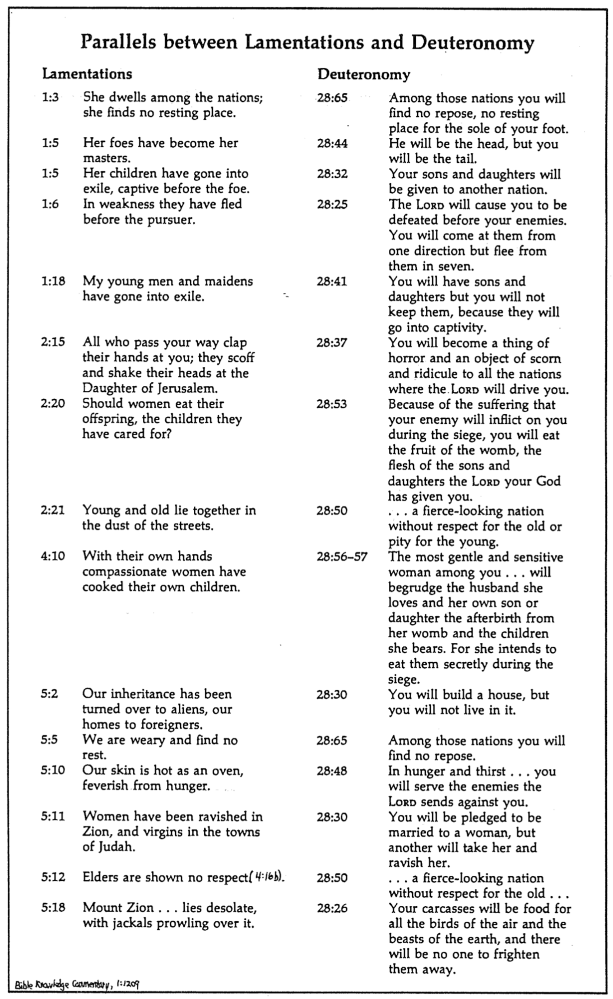 Parallels between Lamentations and Deuteronomy
Lamentations Deuteronomy
1:3 She dwells among the nations; 28:65 Among those nations you will
she finds no resting place. find no repose, no resting
place for the sole of your foot.
1:5 Her foes have become her 28:44 He will be the head, but you
masters. will be the tail.
1:5 Her children have gone into 28:32 Your sons and daughters will
exile, captive before the foe. be given to another nation.
1:6 In weakness they have fled 28:25 The LORD will cause you to be
before the pursuer. defeated before your enemies.
You will come at them from
one direction but flee from
them in seven.
1:18 My young men and maidens 28:41 You will have sons and
have gone into exile. daughters but you will not
keep them, because they will
go into captivity.
2:15 All who pass your way clap 28:37 You will become a thing of
their hands at you; they scoff horror and an object of scorn
and shake their heads at the and ridicule to all the nations
Daughter of Jerusalem. where the LORD will drive you.
2:20 Should women eat their 28:53 Because of the suffering that
offspring, the children they your enemy will inflict on you
have cared for? during the siege, you will eat
the fruit of the womb, the
flesh of the sons and
daughters the LORD your God
has given you.
2:21 Young and old lie together in 28:50 . . . a fierce-looking nation
the dust of the streets. without respect for the old or
pity for the young.
4:10 With their own hands 28:56–57 The most gentle and sensitive
compassionate women have woman among you . . . will
cooked their own children. begrudge the husband she
loves and her own son or
daughter the afterbirth from
her womb and the children
she bears. For she intends to
eat them secretly during the
siege.
5:2 Our inheritance has been 28:30 You will build a house, but
turned over to aliens, our you will not live in it.
homes to foreigners.
5:5 We are weary and find no 28:65 Among those nations you will
rest. find no repose.
5:10 Our skin is hot as an oven, 28:48 In hunger and thirst . . . you
feverish from hunger. will serve the enemies the
LORD sends against you.
5:11 Women have been ravished in 28:30 You will be pledged to be
Zion, and virgins in the towns married to a woman, but
of Judah. another will take her and
ravish her.
5:12 Elders are shown no respect(4:16b). 28:50 . . . a fierce-looking nation
without respect for the old . . .
5:18 Mount Zion . . . lies desolate, 28:26 Your carcasses will be food for
with jackals prowling over it. all the birds of the air and the
beasts of the earth, and there
will be no one to frighten
them away.
Bible Knowledge Commentary, 1:1209